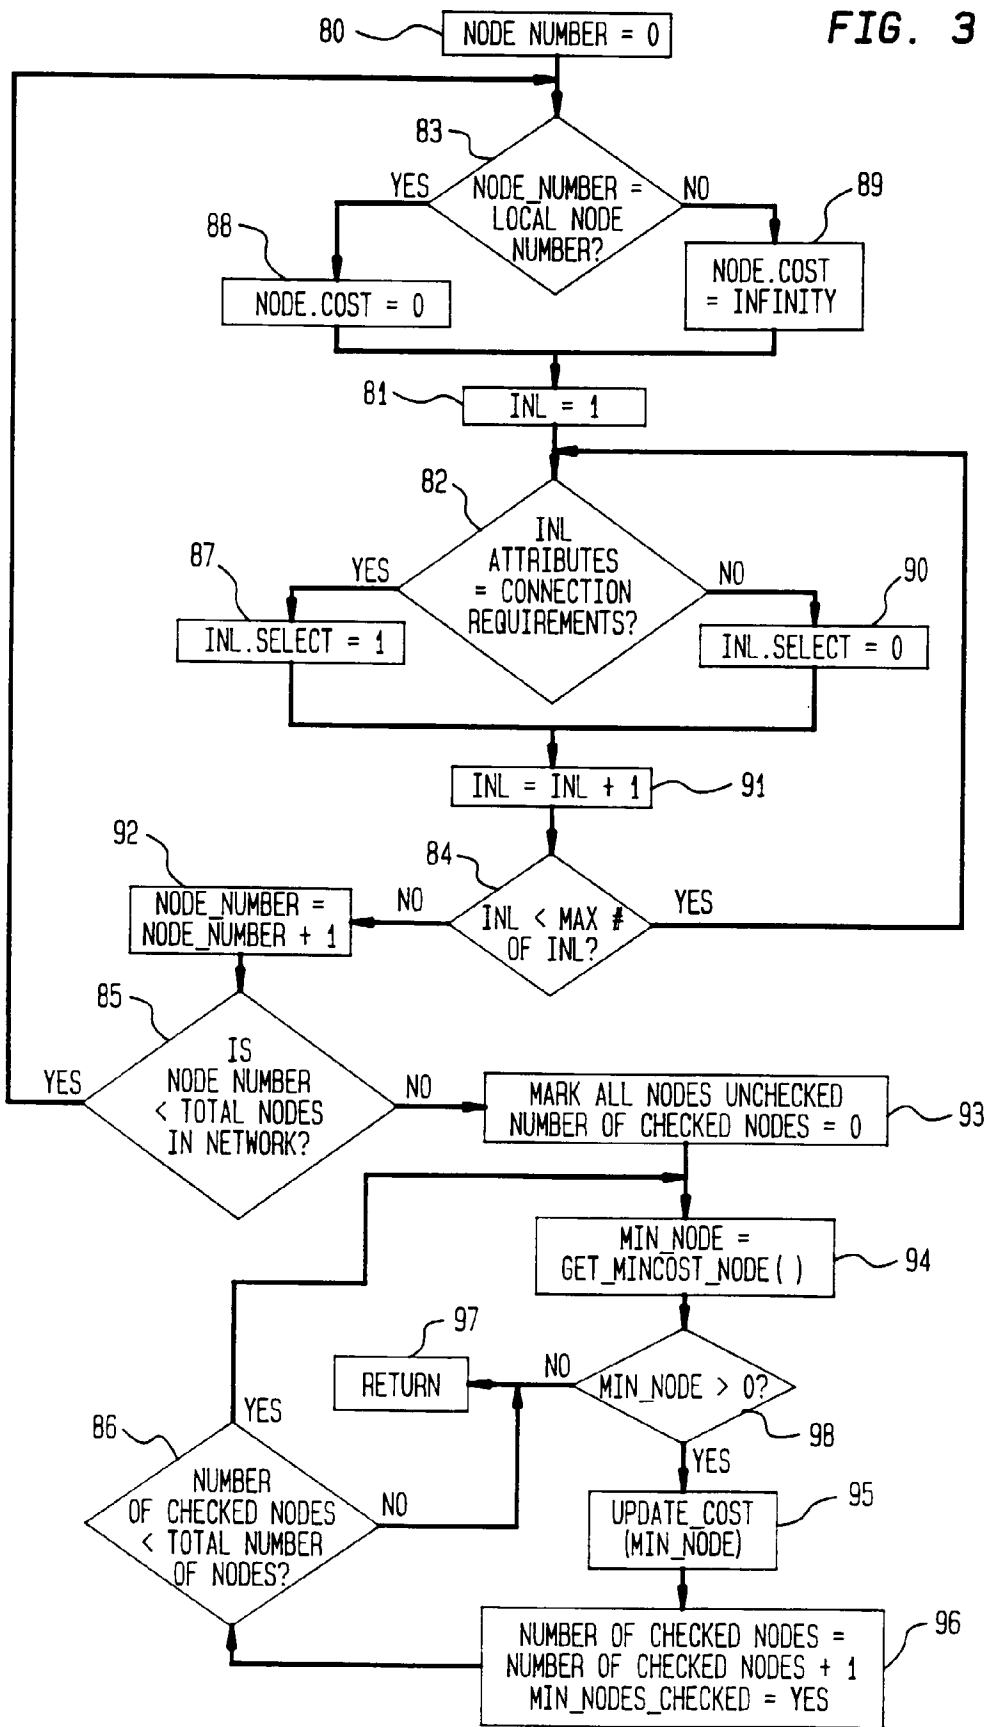 FIG. 3
80
NODE NUMBER = 0
83
YES
NODE_NUMBER =
LOCAL NODE
NUMBER?
NO
89
88
NODE.COST = 0
NODE.COST
= INFINITY
81
INL = 1
82
INL
ATTRIBUTES
= CONNECTION
REQUIREMENTS?
87
YES
NO
90
INL.SELECT = 1
INL.SELECT = 0
INL = INL + 1
91
92
84
NODE_NUMBER =
NODE_NUMBER + 1
NO
INL < MAX #
OF INL?
YES
85
IS
NODE NUMBER
< TOTAL NODES
IN NETWORK?
YES
NO
MARK ALL NODES UNCHECKED
NUMBER OF CHECKED NODES = 0
93
MIN_NODE =
GET_MINCOST_NODE( )
94
97
RETURN
NO
MIN_NODE > 0?
98
YES
86
YES
NUMBER
OF CHECKED NODES
< TOTAL NUMBER
OF NODES?
NO
UPDATE_COST
(MIN_NODE)
95
NUMBER OF CHECKED NODES =
NUMBER OF CHECKED NODES + 1
MIN_NODES_CHECKED = YES
96